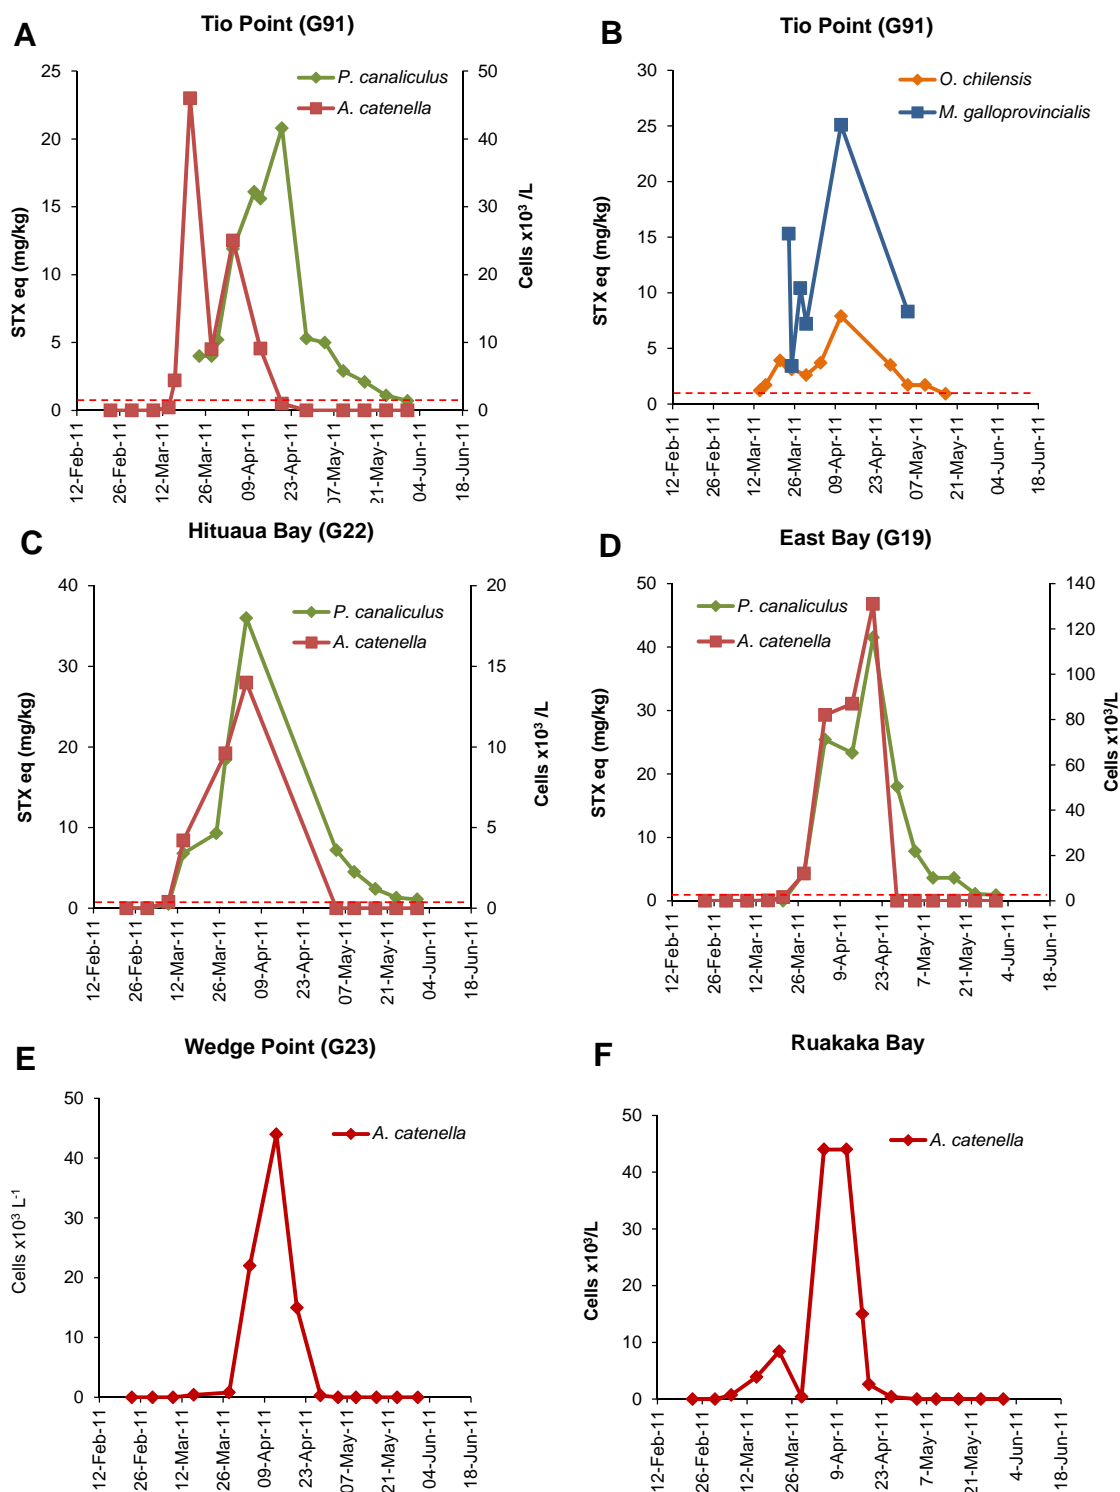 A
Tio Point (G91)
25
20
15
10
5
0
STX eq (mg/kg)
50
40
30
20
10
0
Cells x10³ /L
P. canaliculus
A. catenella
12-Feb-11
26-Feb-11
12-Mar-11
26-Mar-11
09-Apr-11
23-Apr-11
07-May-11
21-May-11
04-Jun-11
18-Jun-11
B
Tio Point (G91)
30
25
20
15
10
5
0
STX eq (mg/kg)
O. chilensis
M. galloprovincialis
12-Feb-11
26-Feb-11
12-Mar-11
26-Mar-11
09-Apr-11
23-Apr-11
07-May-11
21-May-11
04-Jun-11
18-Jun-11
C
Hituaua Bay (G22)
40
30
20
10
0
STX eq (mg/kg)
20
15
10
5
0
Cells x10³ /L
P. canaliculus
A. catenella
12-Feb-11
26-Feb-11
12-Mar-11
26-Mar-11
09-Apr-11
23-Apr-11
07-May-11
21-May-11
04-Jun-11
18-Jun-11
D
East Bay (G19)
50
40
30
20
10
0
STX eq (mg/kg)
140
120
100
80
60
40
20
0
Cells x10³/L
P. canaliculus
A. catenella
12-Feb-11
26-Feb-11
12-Mar-11
26-Mar-11
9-Apr-11
23-Apr-11
7-May-11
21-May-11
4-Jun-11
18-Jun-11
E
Wedge Point (G23)
50
40
30
20
10
0
Cells x10³ L⁻¹
A. catenella
12-Feb-11
26-Feb-11
12-Mar-11
26-Mar-11
09-Apr-11
23-Apr-11
07-May-11
21-May-11
04-Jun-11
18-Jun-11
F
Ruakaka Bay
50
40
30
20
10
0
Cells x10³/L
A. catenella
12-Feb-11
26-Feb-11
12-Mar-11
26-Mar-11
9-Apr-11
23-Apr-11
7-May-11
21-May-11
4-Jun-11
18-Jun-11